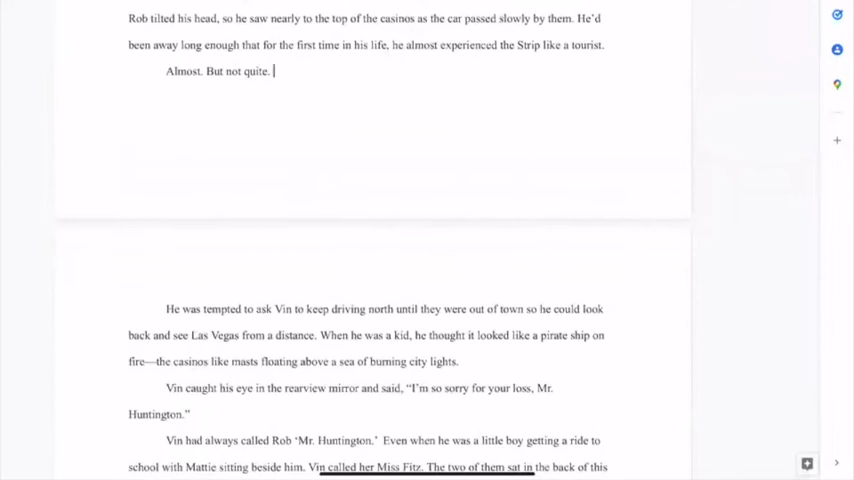 Rob tilted his head, so he saw nearly to the top of the casinos as the car passed slowly by them. He’d
been away long enough that for the first time in his life, he almost experienced the Strip like a tourist.
Almost. But not quite.
He was tempted to ask Vin to keep driving north until they were out of town so he could look
back and see Las Vegas from a distance. When he was a kid, he thought it looked like a pirate ship on
fire—the casinos like masts floating above a sea of burning city lights.
Vin caught his eye in the rearview mirror and said, “I’m so sorry for your loss, Mr.
Huntington.”
Vin had always called Rob ‘Mr. Huntington.’ Even when he was a little boy getting a ride to
school with Mattie sitting beside him. Vin called her Miss Fitz. The two of them sat in the back of this